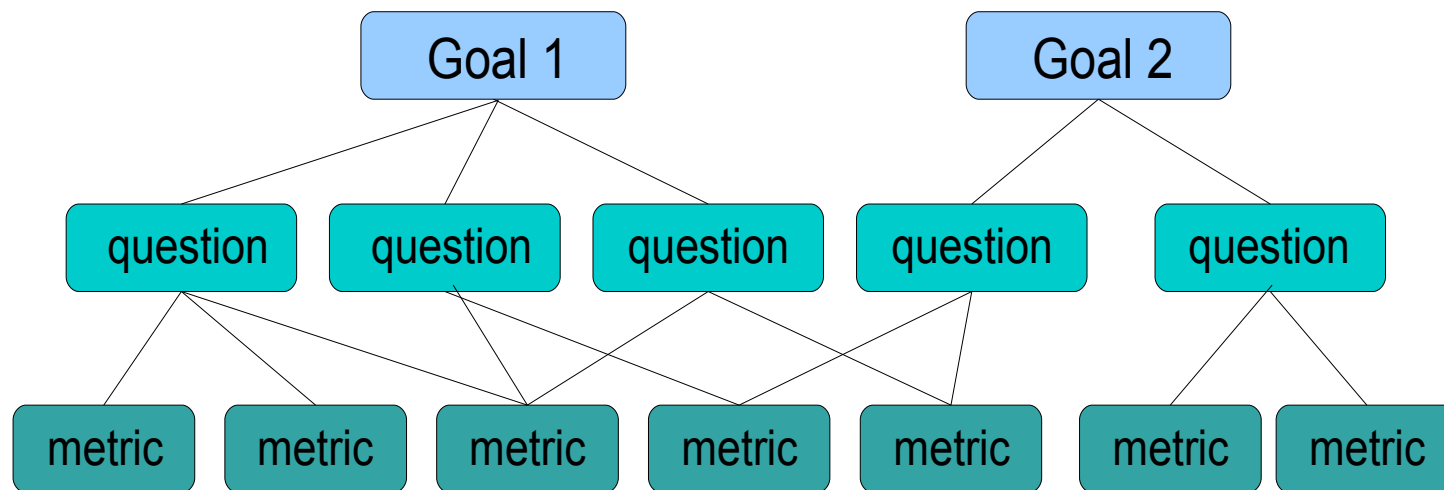 Goal 1
Goal 2
question
question
question
question
question
metric
metric
metric
metric
metric
metric
metric